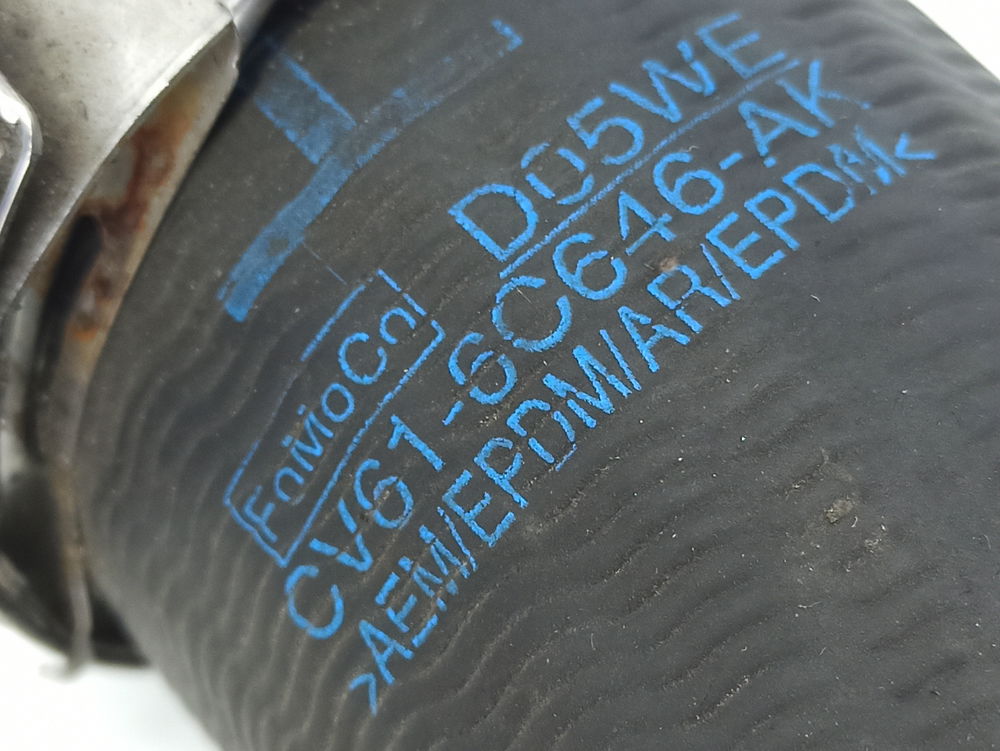 D05WE
FoMoCo
CV61-6C646-AK
>AEM/EPDM/AR/EPDM<